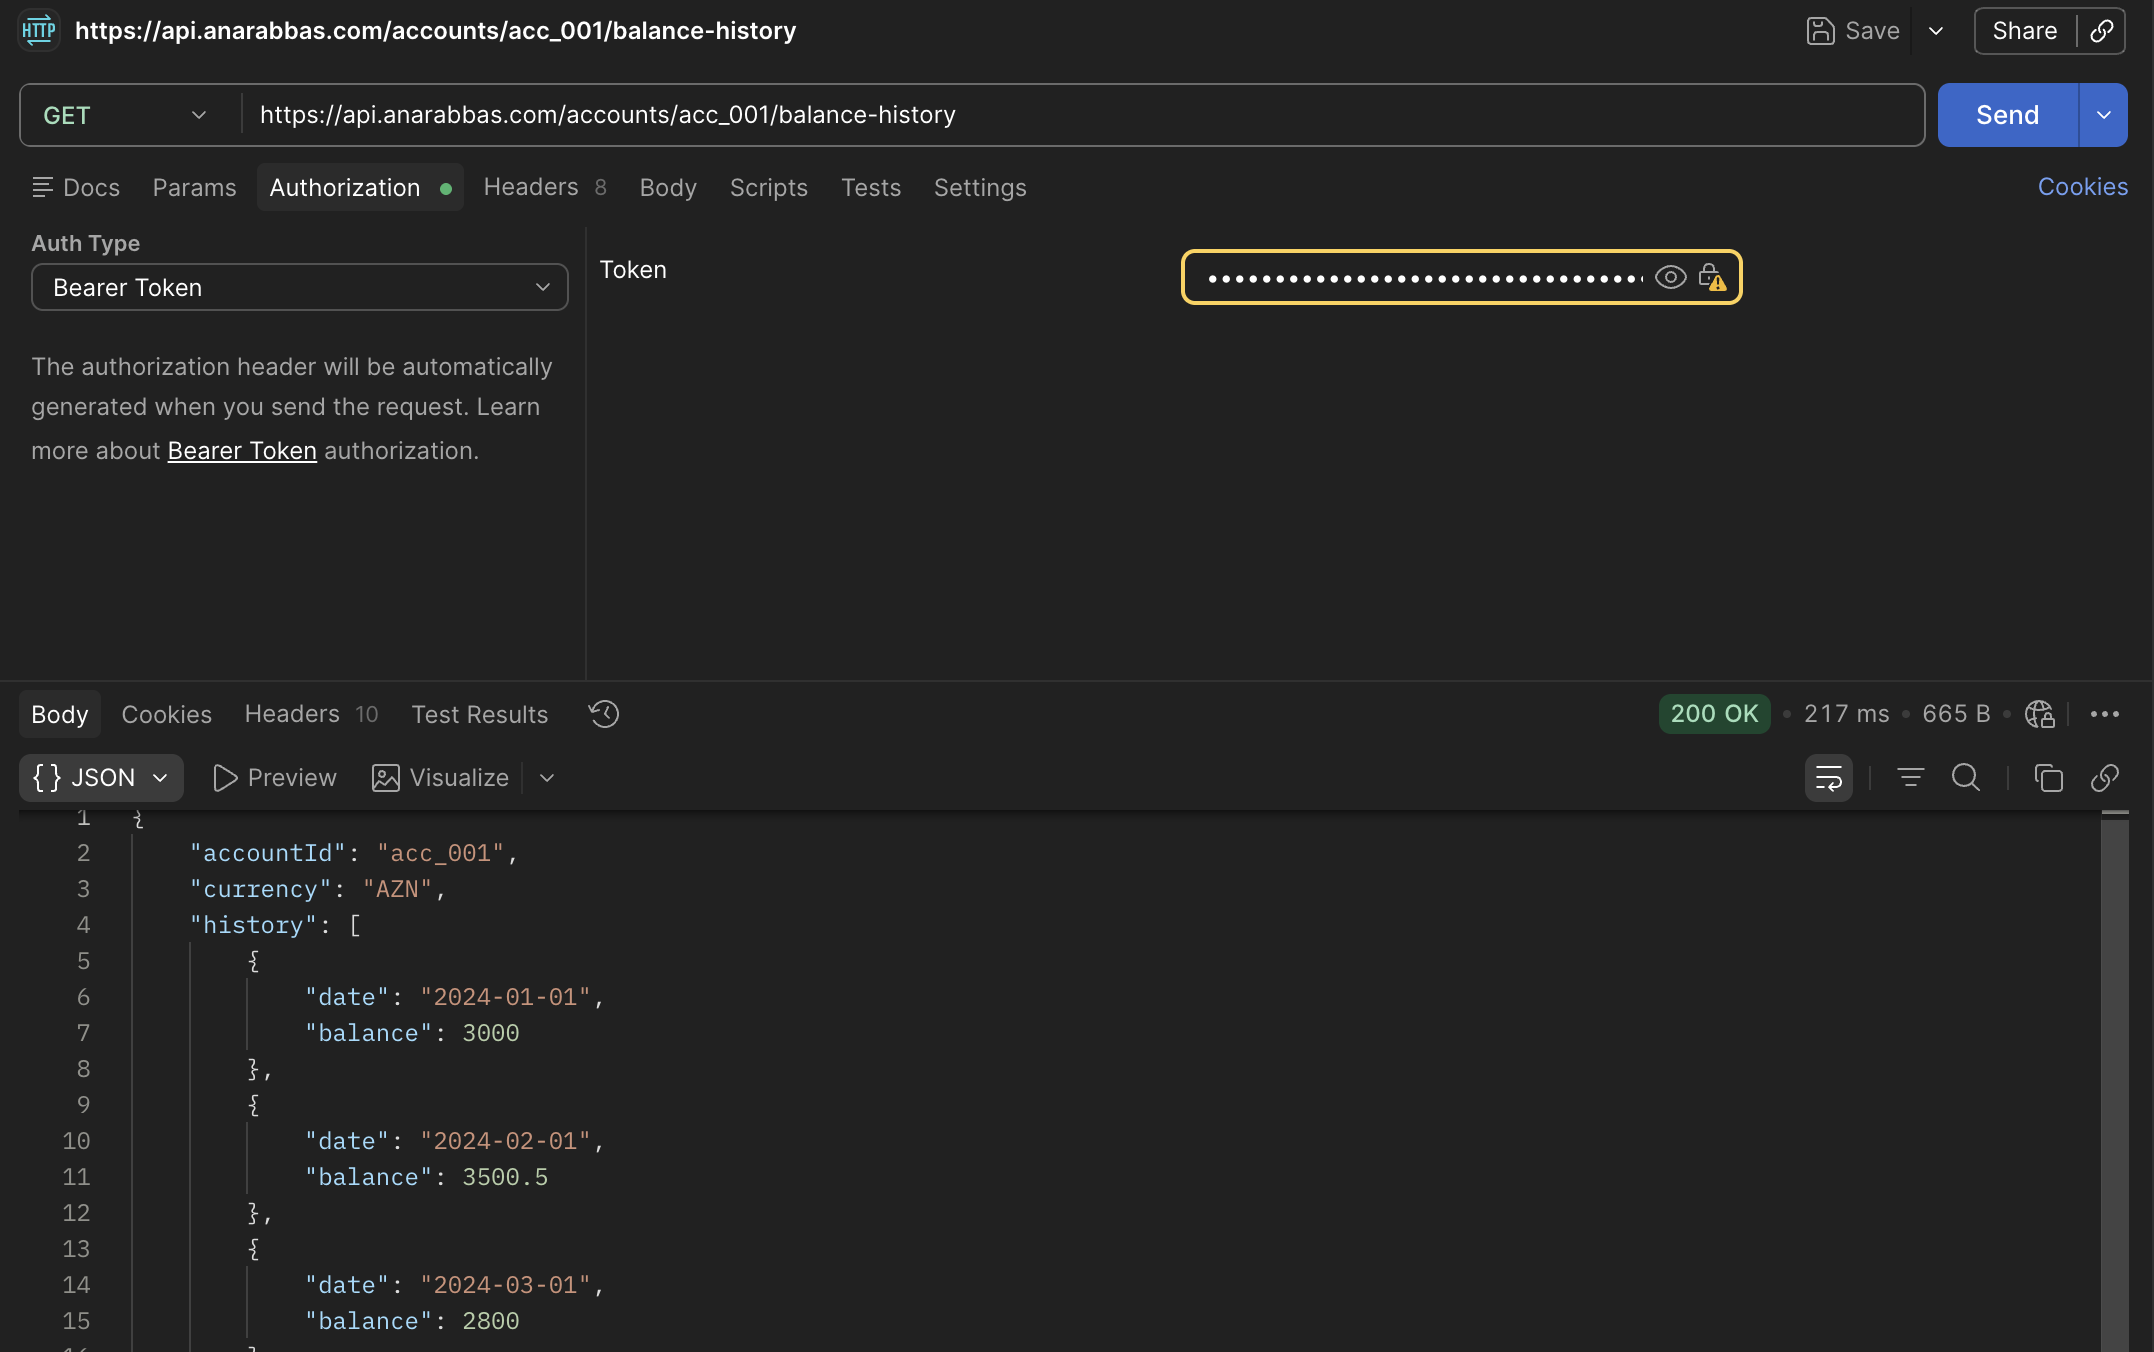 HTTP https://api.anarabbas.com/accounts/acc_001/balance-history Save Share
GET https://api.anarabbas.com/accounts/acc_001/balance-history Send
Docs Params Authorization Headers 8 Body Scripts Tests Settings Cookies
Auth Type
Bearer Token
Token
The authorization header will be automatically
generated when you send the request. Learn
more about Bearer Token authorization.
Body Cookies Headers 10 Test Results 200 OK • 217 ms • 665 B •
{} JSON Preview Visualize
1 {
2 "accountId": "acc_001",
3 "currency": "AZN",
4 "history": [
5 {
6 "date": "2024-01-01",
7 "balance": 3000
8 },
9 {
10 "date": "2024-02-01",
11 "balance": 3500.5
12 },
13 {
14 "date": "2024-03-01",
15 "balance": 2800